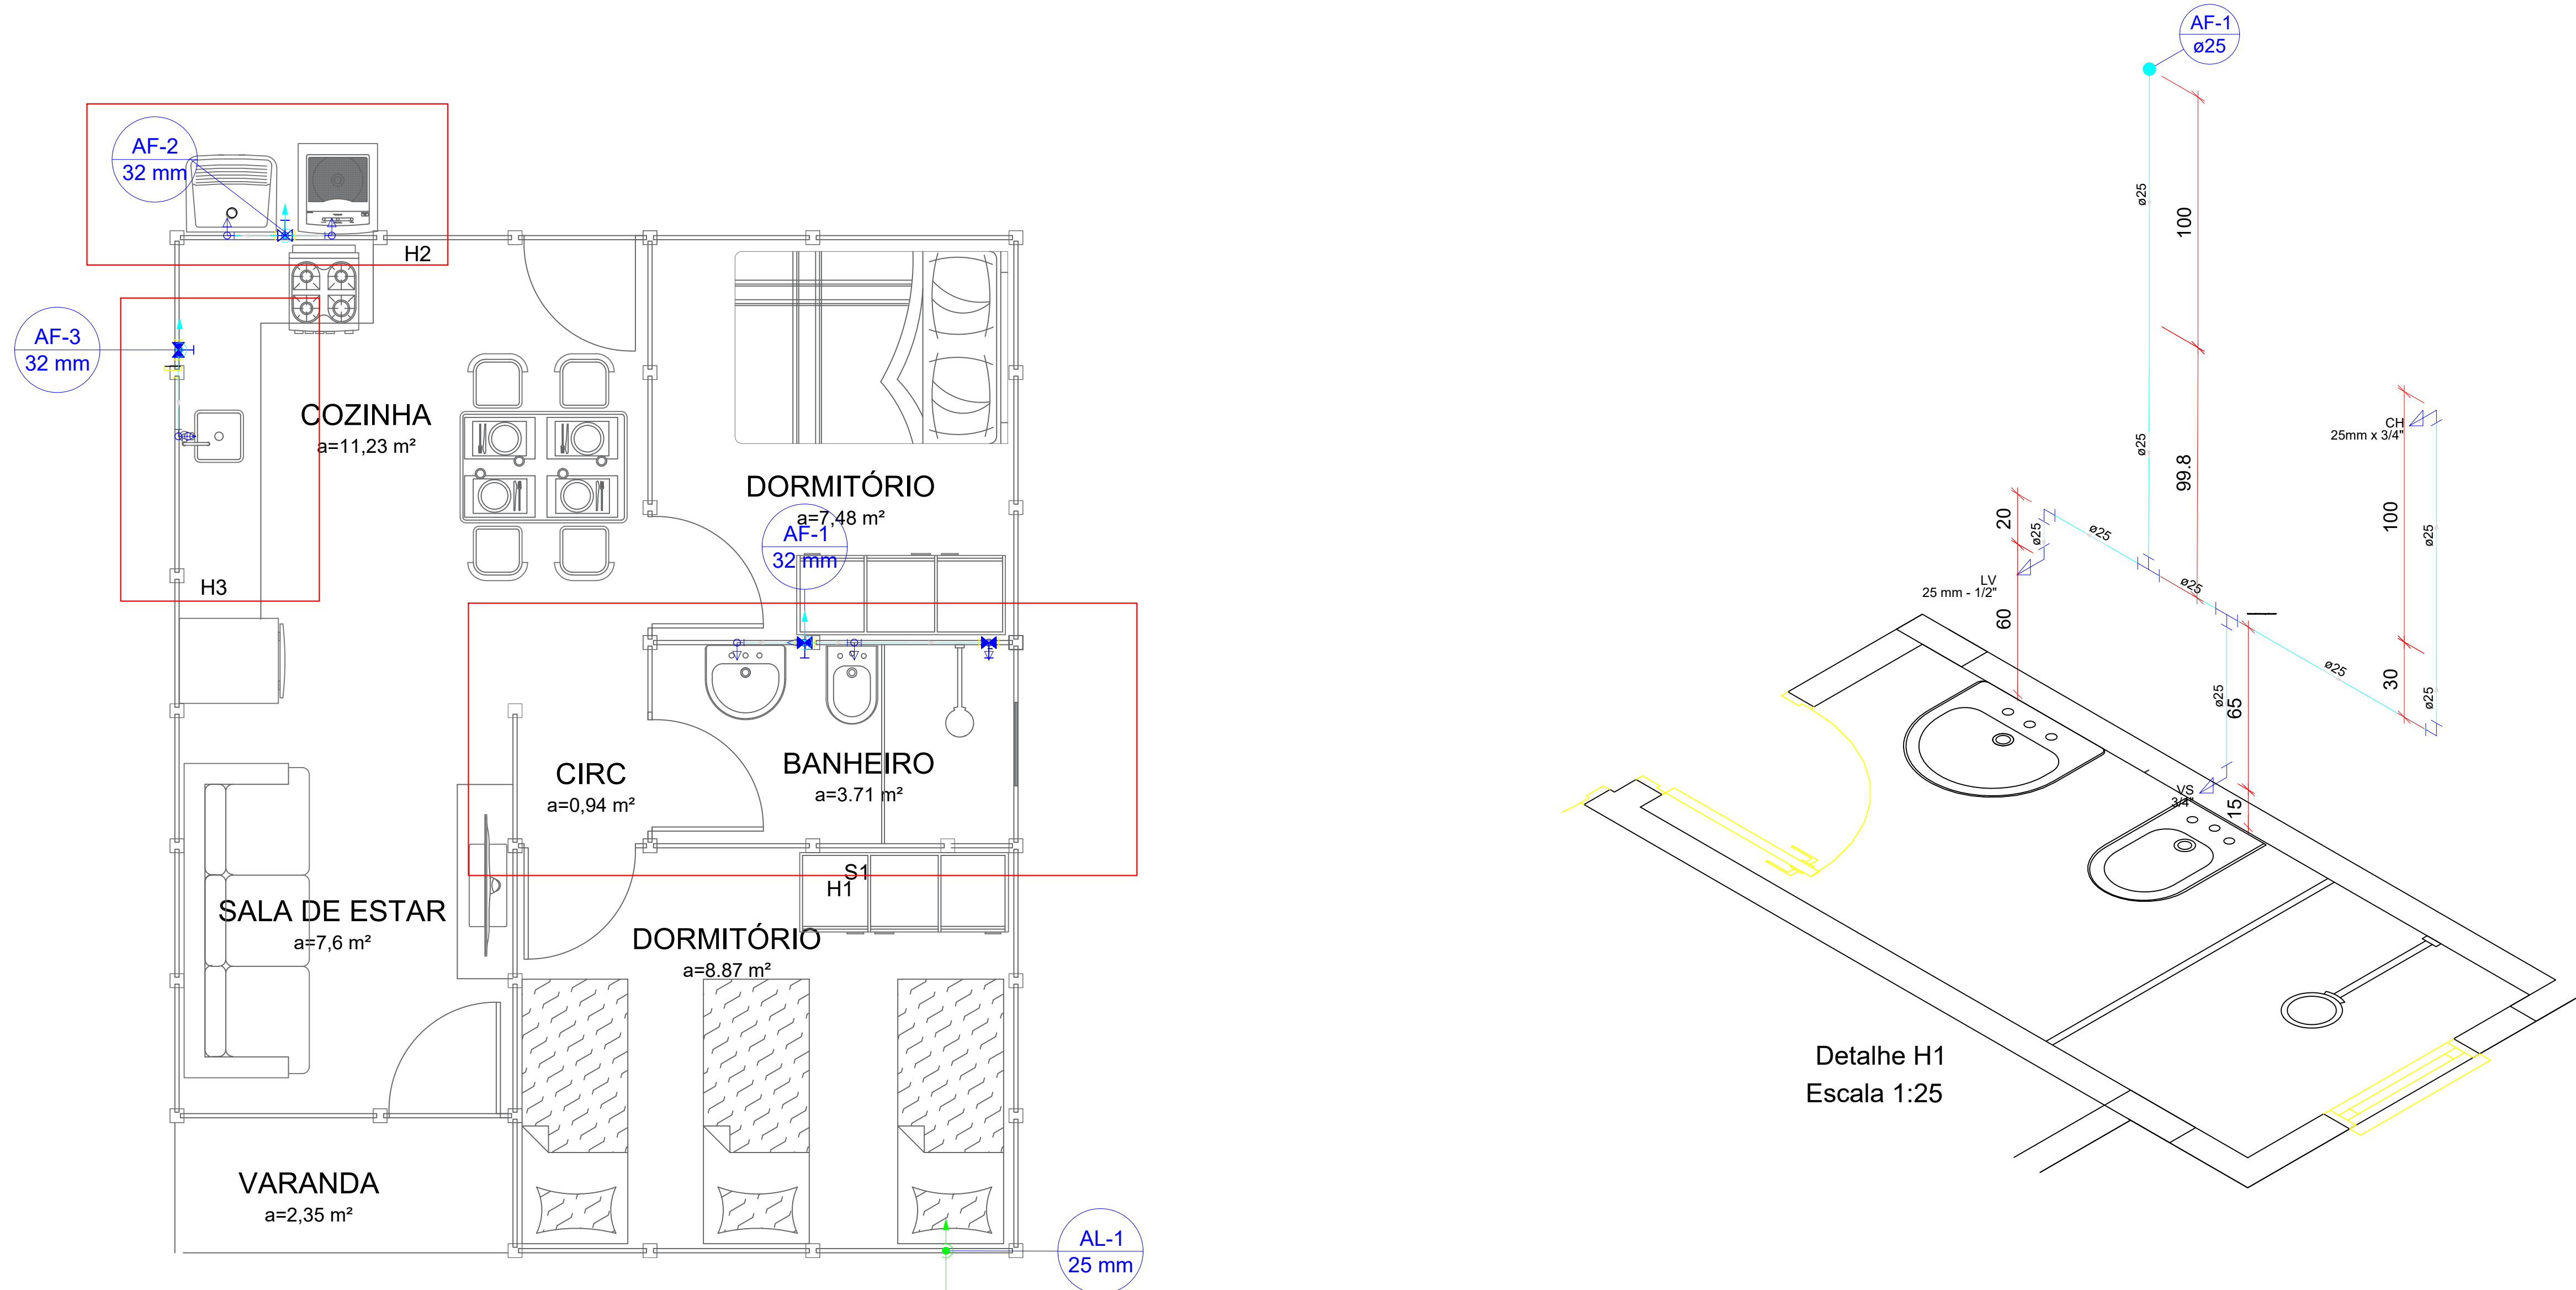 AF-2
32 mm
H2
AF-3
32 mm
COZINHA
a=11,23 m²
H3
DORMITÓRIO
a=7,48 m²
AF-1
32 mm
CIRC
a=0,94 m²
BANHEIRO
a=3.71 m²
S1
H1
SALA DE ESTAR
a=7,6 m²
DORMITÓRIO
a=8.87 m²
VARANDA
a=2,35 m²
AL-1
25 mm
AF-1
ø25
ø25
100
ø25
99.8
CH
25mm x 3/4"
100
ø25
30
ø25
20
ø25
ø25
LV
25 mm - 1/2"
60
ø25
ø25
ø25
65
VS
3/4"
15
Detalhe H1
Escala 1:25